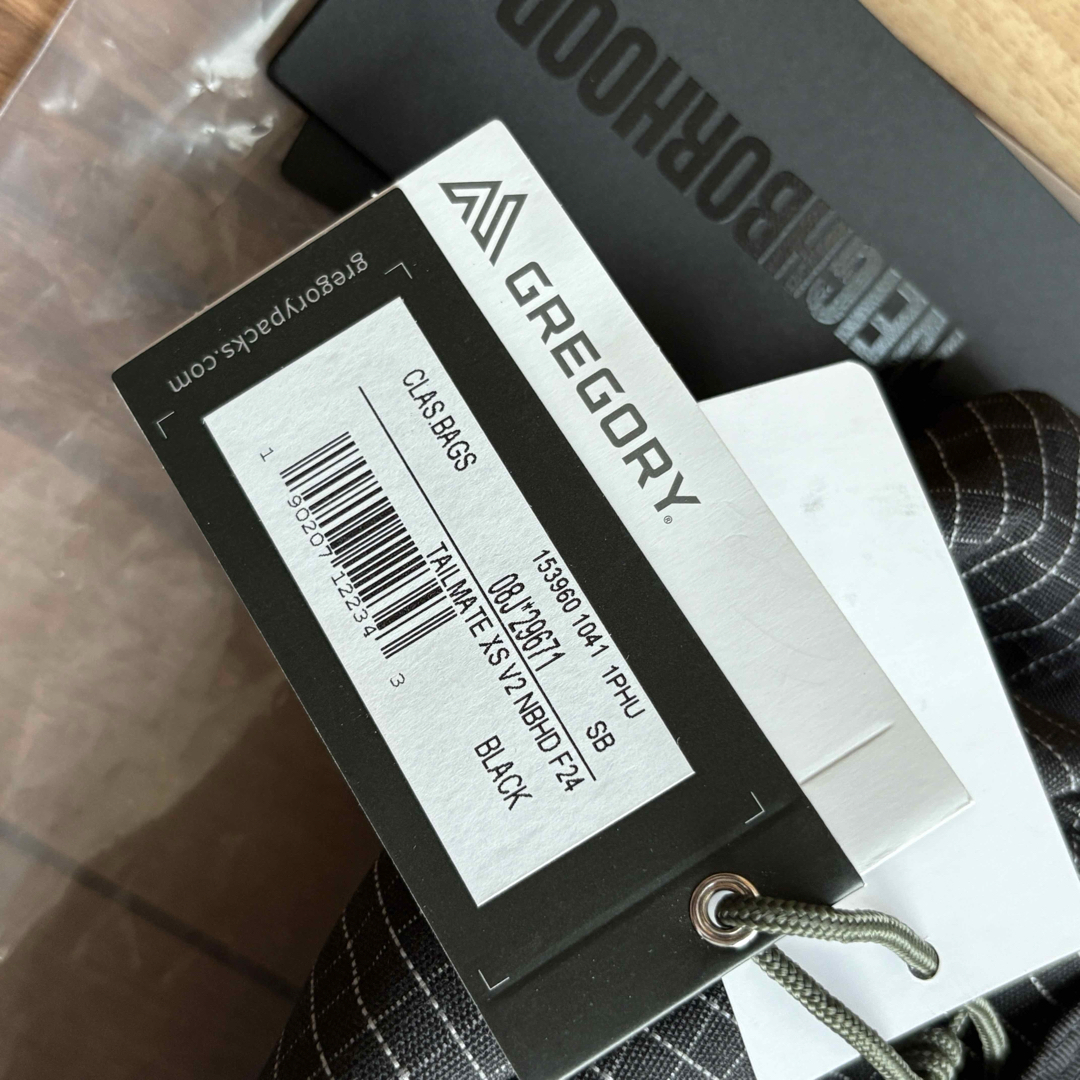 NEIGHBORHOOD
GREGORY®
gregorypacks.com
CLAS.BAGS
153960 1041 1PHU
08J*29671
SB
TAILMATE XS V2 NBHD F24
BLACK
1 90207 12234 3